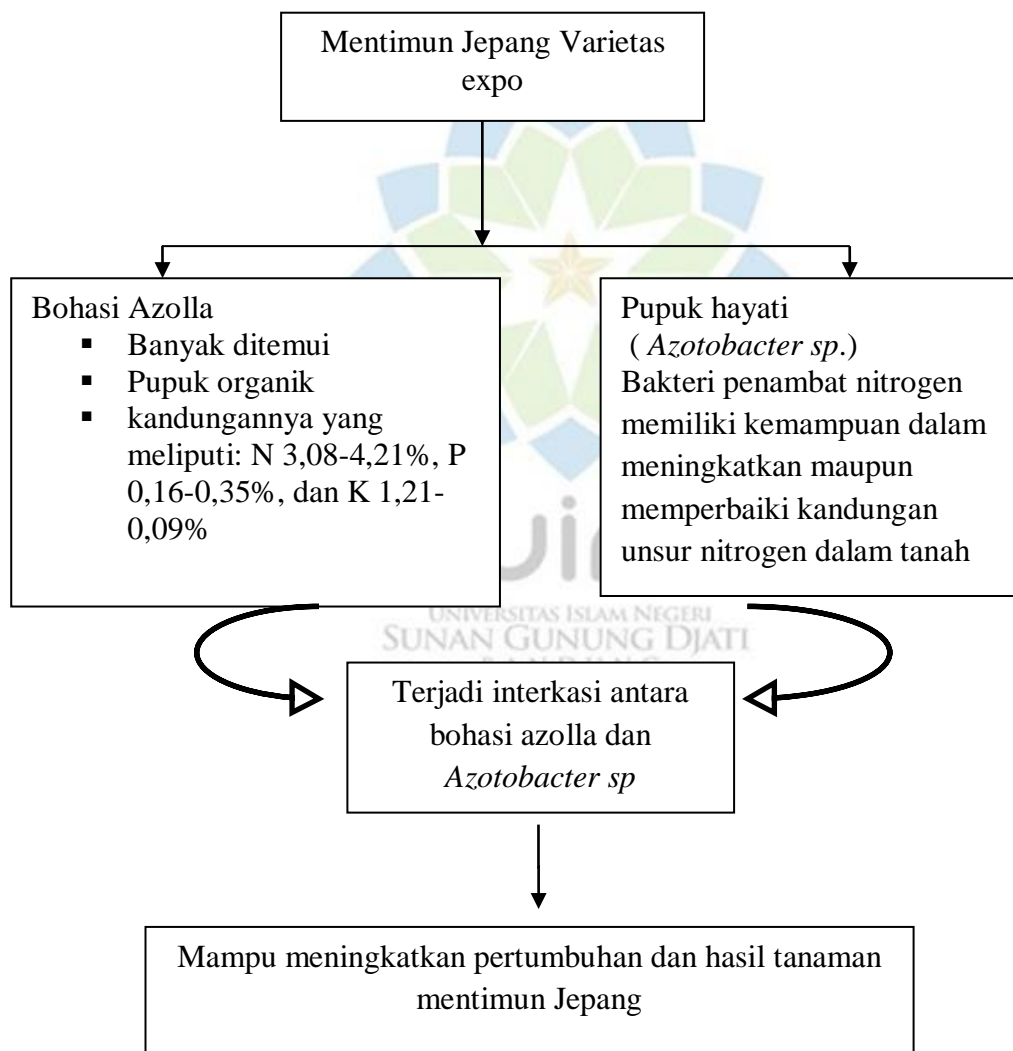 Mentimun Jepang Varietas
expo
Bohasi Azolla
▪ Banyak ditemui
▪ Pupuk organik
▪ kandungannya yang
meliputi: N 3,08-4,21%, P
0,16-0,35%, dan K 1,21-
0,09%
Pupuk hayati
( Azotobacter sp.)
Bakteri penambat nitrogen
memiliki kemampuan dalam
meningkatkan maupun
memperbaiki kandungan
unsur nitrogen dalam tanah
UNIVERSITAS ISLAM NEGERI
SUNAN GUNUNG DJATI
Terjadi interkasi antara
bohasi azolla dan
Azotobacter sp
Mampu meningkatkan pertumbuhan dan hasil tanaman
mentimun Jepang